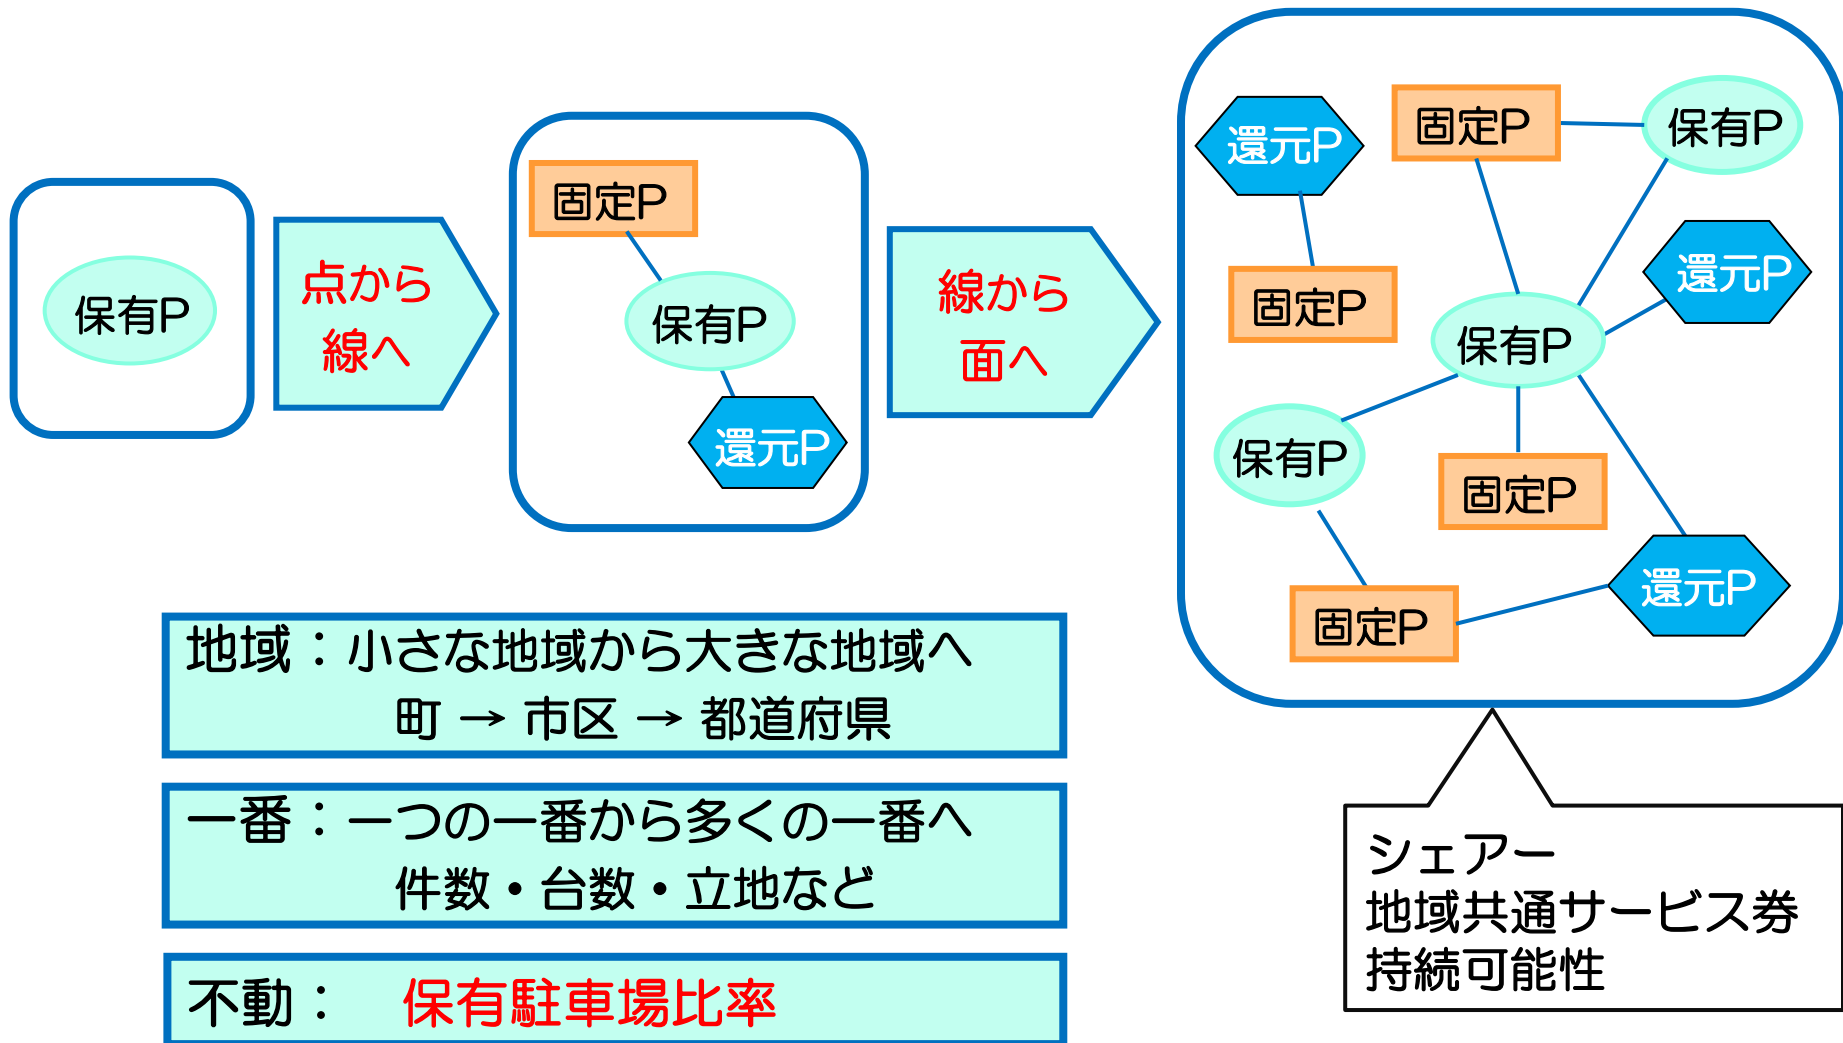 保有P
点から
線へ
固定P
保有P
還元P
線から
面へ
還元P
固定P
保有P
固定P
還元P
保有P
保有P
固定P
還元P
固定P
地域：小さな地域から大きな地域へ
町 → 市区 → 都道府県
一番：一つの一番から多くの一番へ
件数・台数・立地など
不動： 保有駐車場比率
シェアー
地域共通サービス券
持続可能性